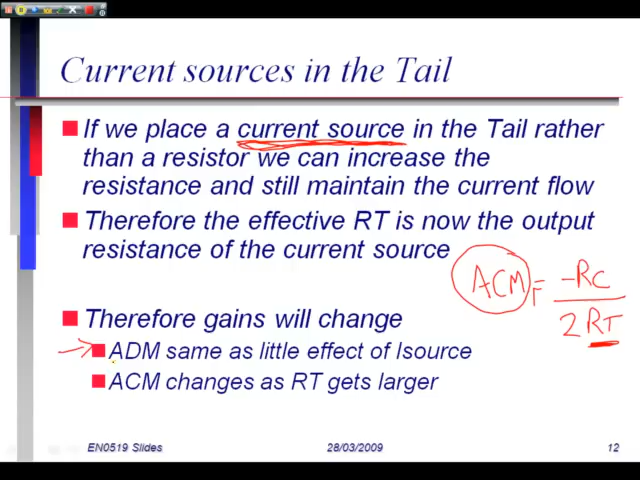 Current sources in the Tail
If we place a current source in the Tail rather
than a resistor we can increase the
resistance and still maintain the current flow
Therefore the effective RT is now the output
resistance of the current source
ACM = -RC
2RT
Therefore gains will change
ADM same as little effect of Isource
ACM changes as RT gets larger
EN0519 Slides
28/03/2009
12